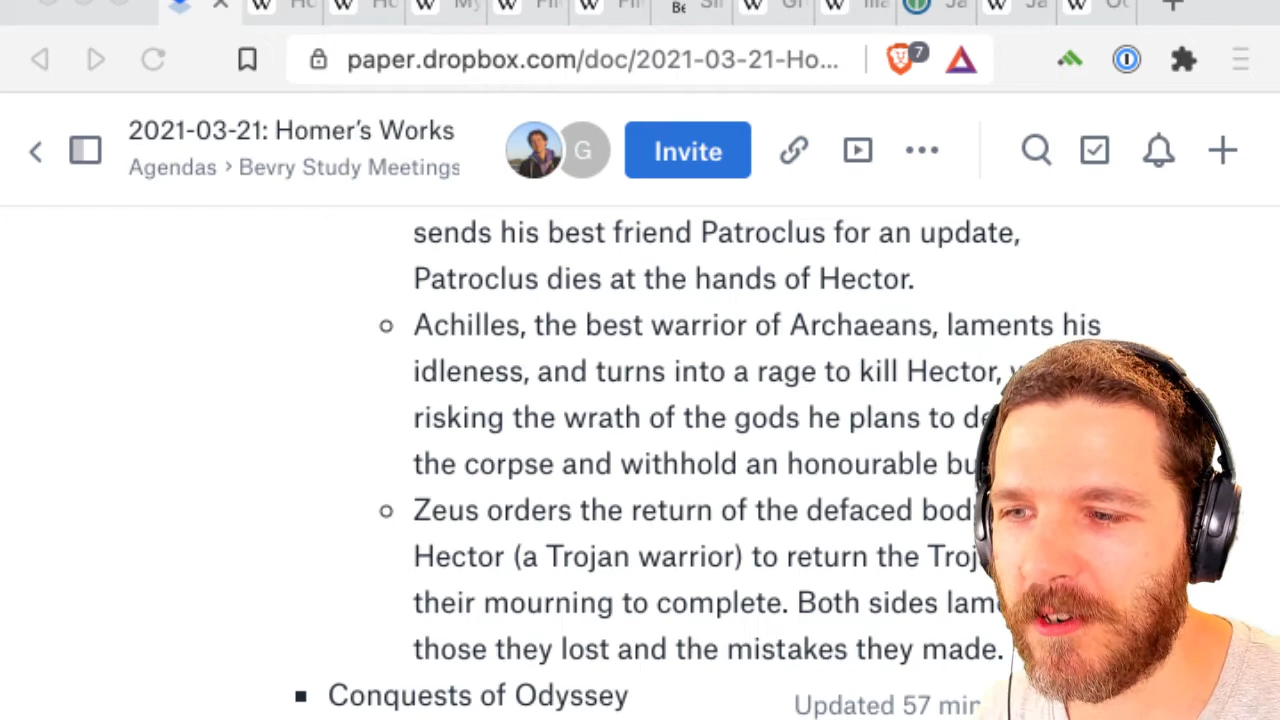 paper.dropbox.com/doc/2021-03-21-Ho...
7
2021-03-21: Homer's Works
Agendas › Bevry Study Meetings
G
Invite
sends his best friend Patroclus for an update,
Patroclus dies at the hands of Hector.
Achilles, the best warrior of Archaeans, laments his
idleness, and turns into a rage to kill Hector,
risking the wrath of the gods he plans to
the corpse and withhold an honourable
Zeus orders the return of the defaced
Hector (a Trojan warrior) to return the
their mourning to complete. Both sides
those they lost and the mistakes they made.
Conquests of Odyssey
Updated 57